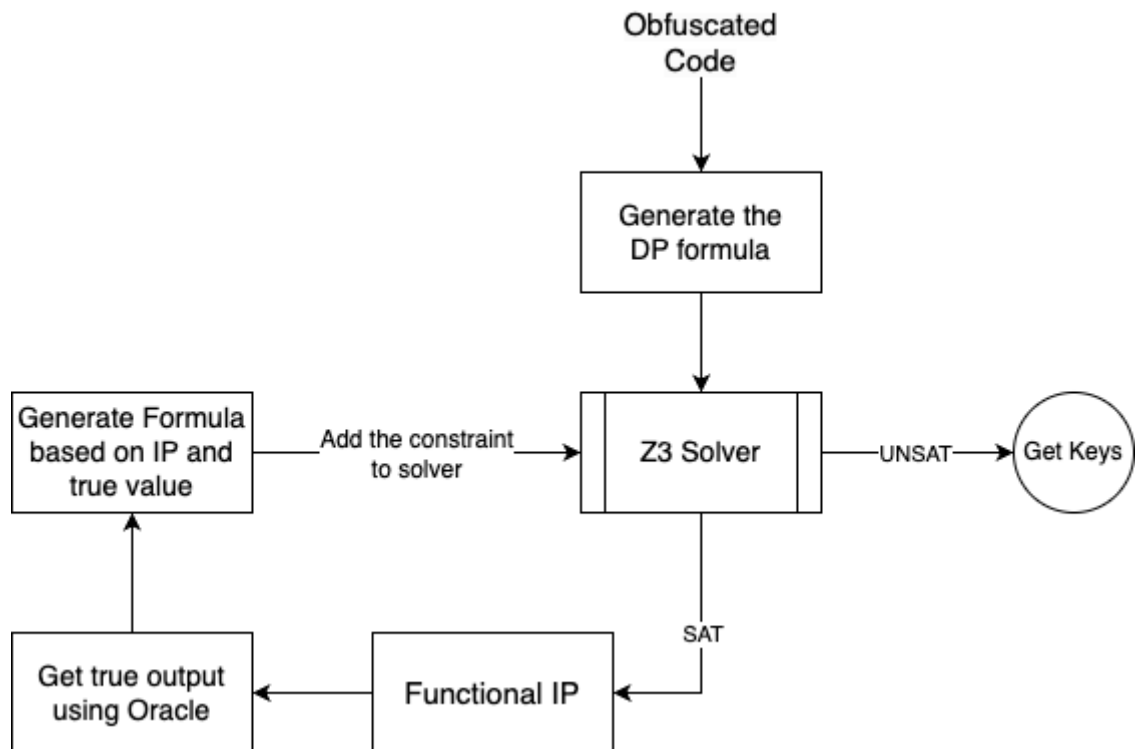 Obfuscated
Code
Generate the
DP formula
Generate Formula
based on IP and
true value
Add the constraint
to solver
Z3 Solver
UNSAT
Get Keys
SAT
Functional IP
Get true output
using Oracle